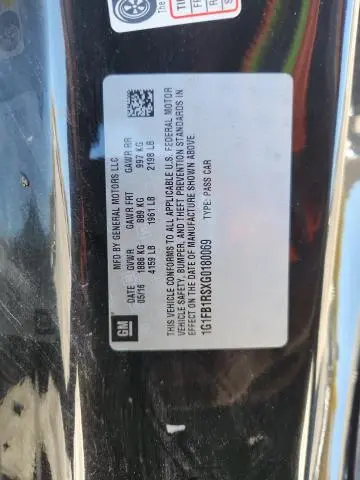 MFD BY GENERAL MOTORS LLC
DATE GVWR GAWR FRT GAWR RR
05/16 1886 KG 889 KG 997 KG
4159 LB 1961 LB 2198 LB
THIS VEHICLE CONFORMS TO ALL APPLICABLE U.S. FEDERAL MOTOR
VEHICLE SAFETY, BUMPER, AND THEFT PREVENTION STANDARDS IN
EFFECT ON THE DATE OF MANUFACTURE SHOWN ABOVE.
1G1FB1RSXG0180069 TYPE: PASS CAR
GM
The